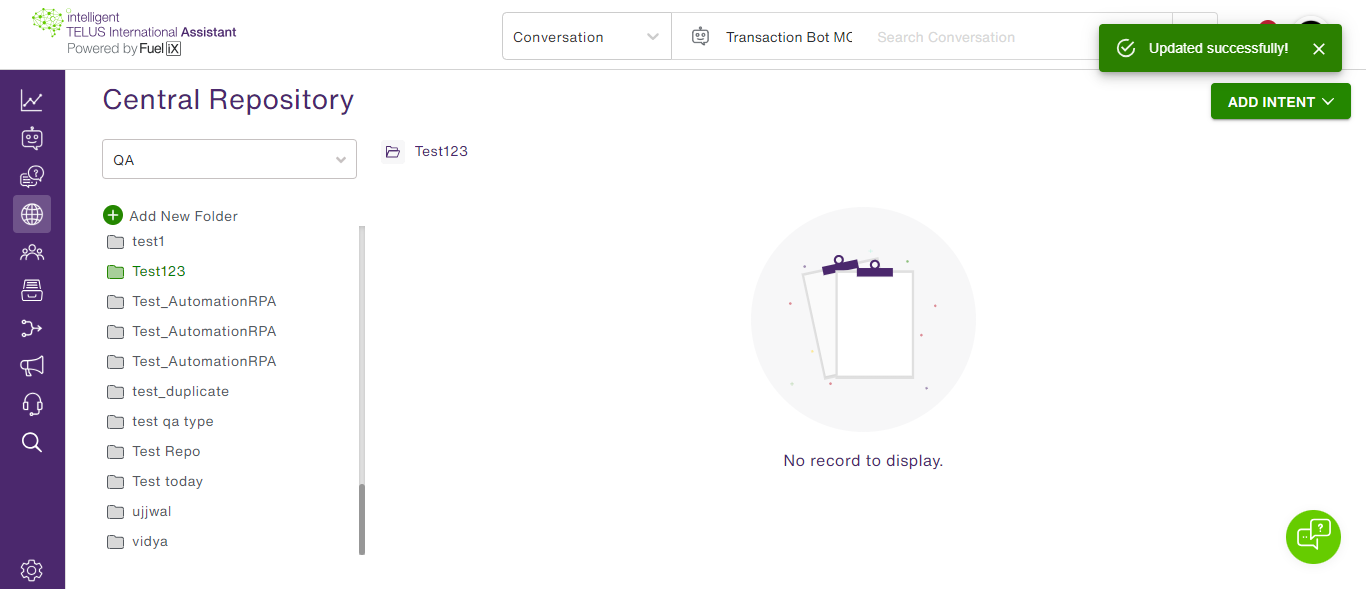 intelligent
TELUS International Assistant
Powered by Fuel iX
Conversation
Transaction Bot MC
Search Conversation
Updated successfully!
Central Repository
ADD INTENT
QA
Test123
Add New Folder
test1
Test123
Test_AutomationRPA
Test_AutomationRPA
Test_AutomationRPA
test_duplicate
test qa type
Test Repo
Test today
ujjwal
vidya
No record to display.